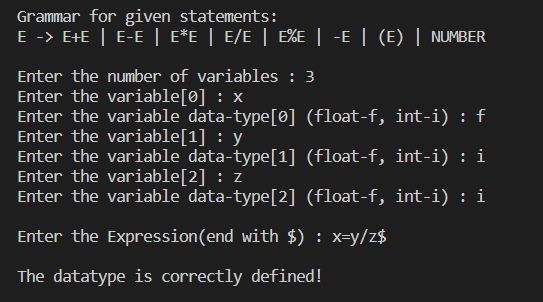 Grammar for given statements:
E -> E+E | E-E | E*E | E/E | E%E | -E | (E) | NUMBER
Enter the number of variables : 3
Enter the variable[0] : x
Enter the variable data-type[0] (float-f, int-i) : f
Enter the variable[1] : y
Enter the variable data-type[1] (float-f, int-i) : i
Enter the variable[2] : z
Enter the variable data-type[2] (float-f, int-i) : i
Enter the Expression(end with $) : x=y/z$
The datatype is correctly defined!